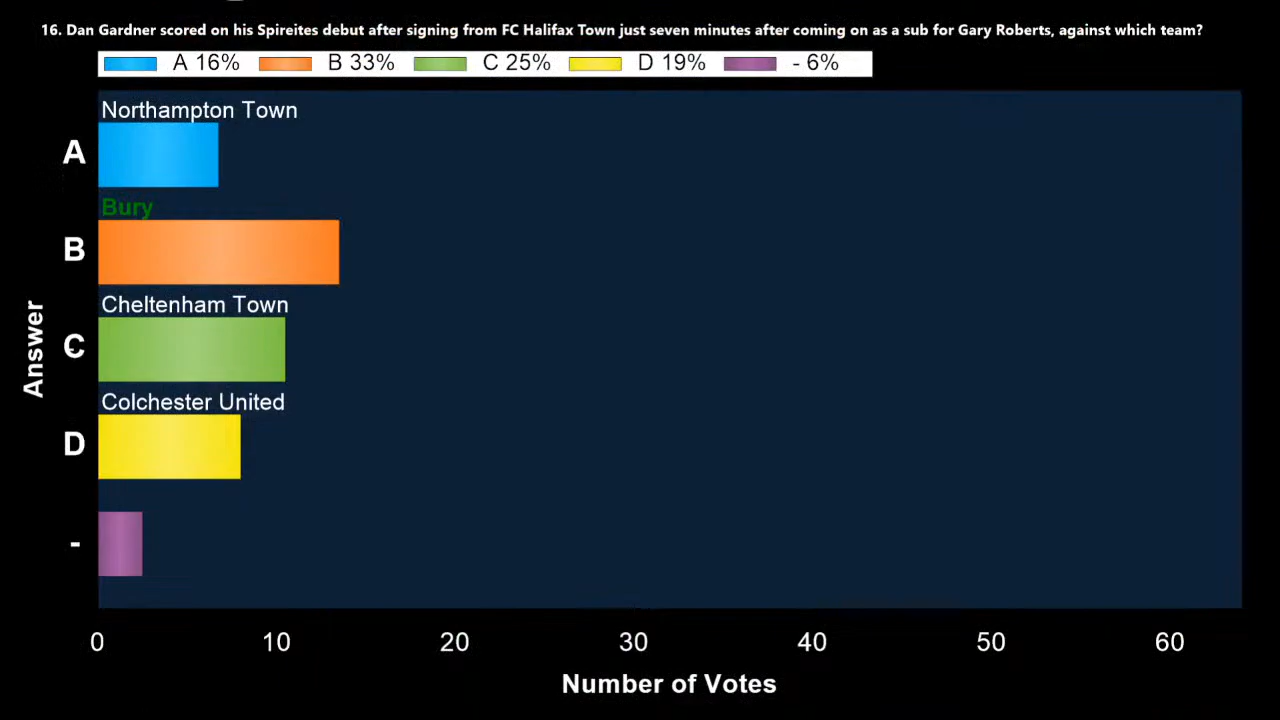 16. Dan Gardner scored on his Spireites debut after signing from FC Halifax Town just seven minutes after coming on as a sub for Gary Roberts, against which team?
A 16% B 33% C 25% D 19% - 6%
Northampton Town
A
Bury
B
Cheltenham Town
C
Colchester United
D
-
Answer
0 10 20 30 40 50 60
Number of Votes